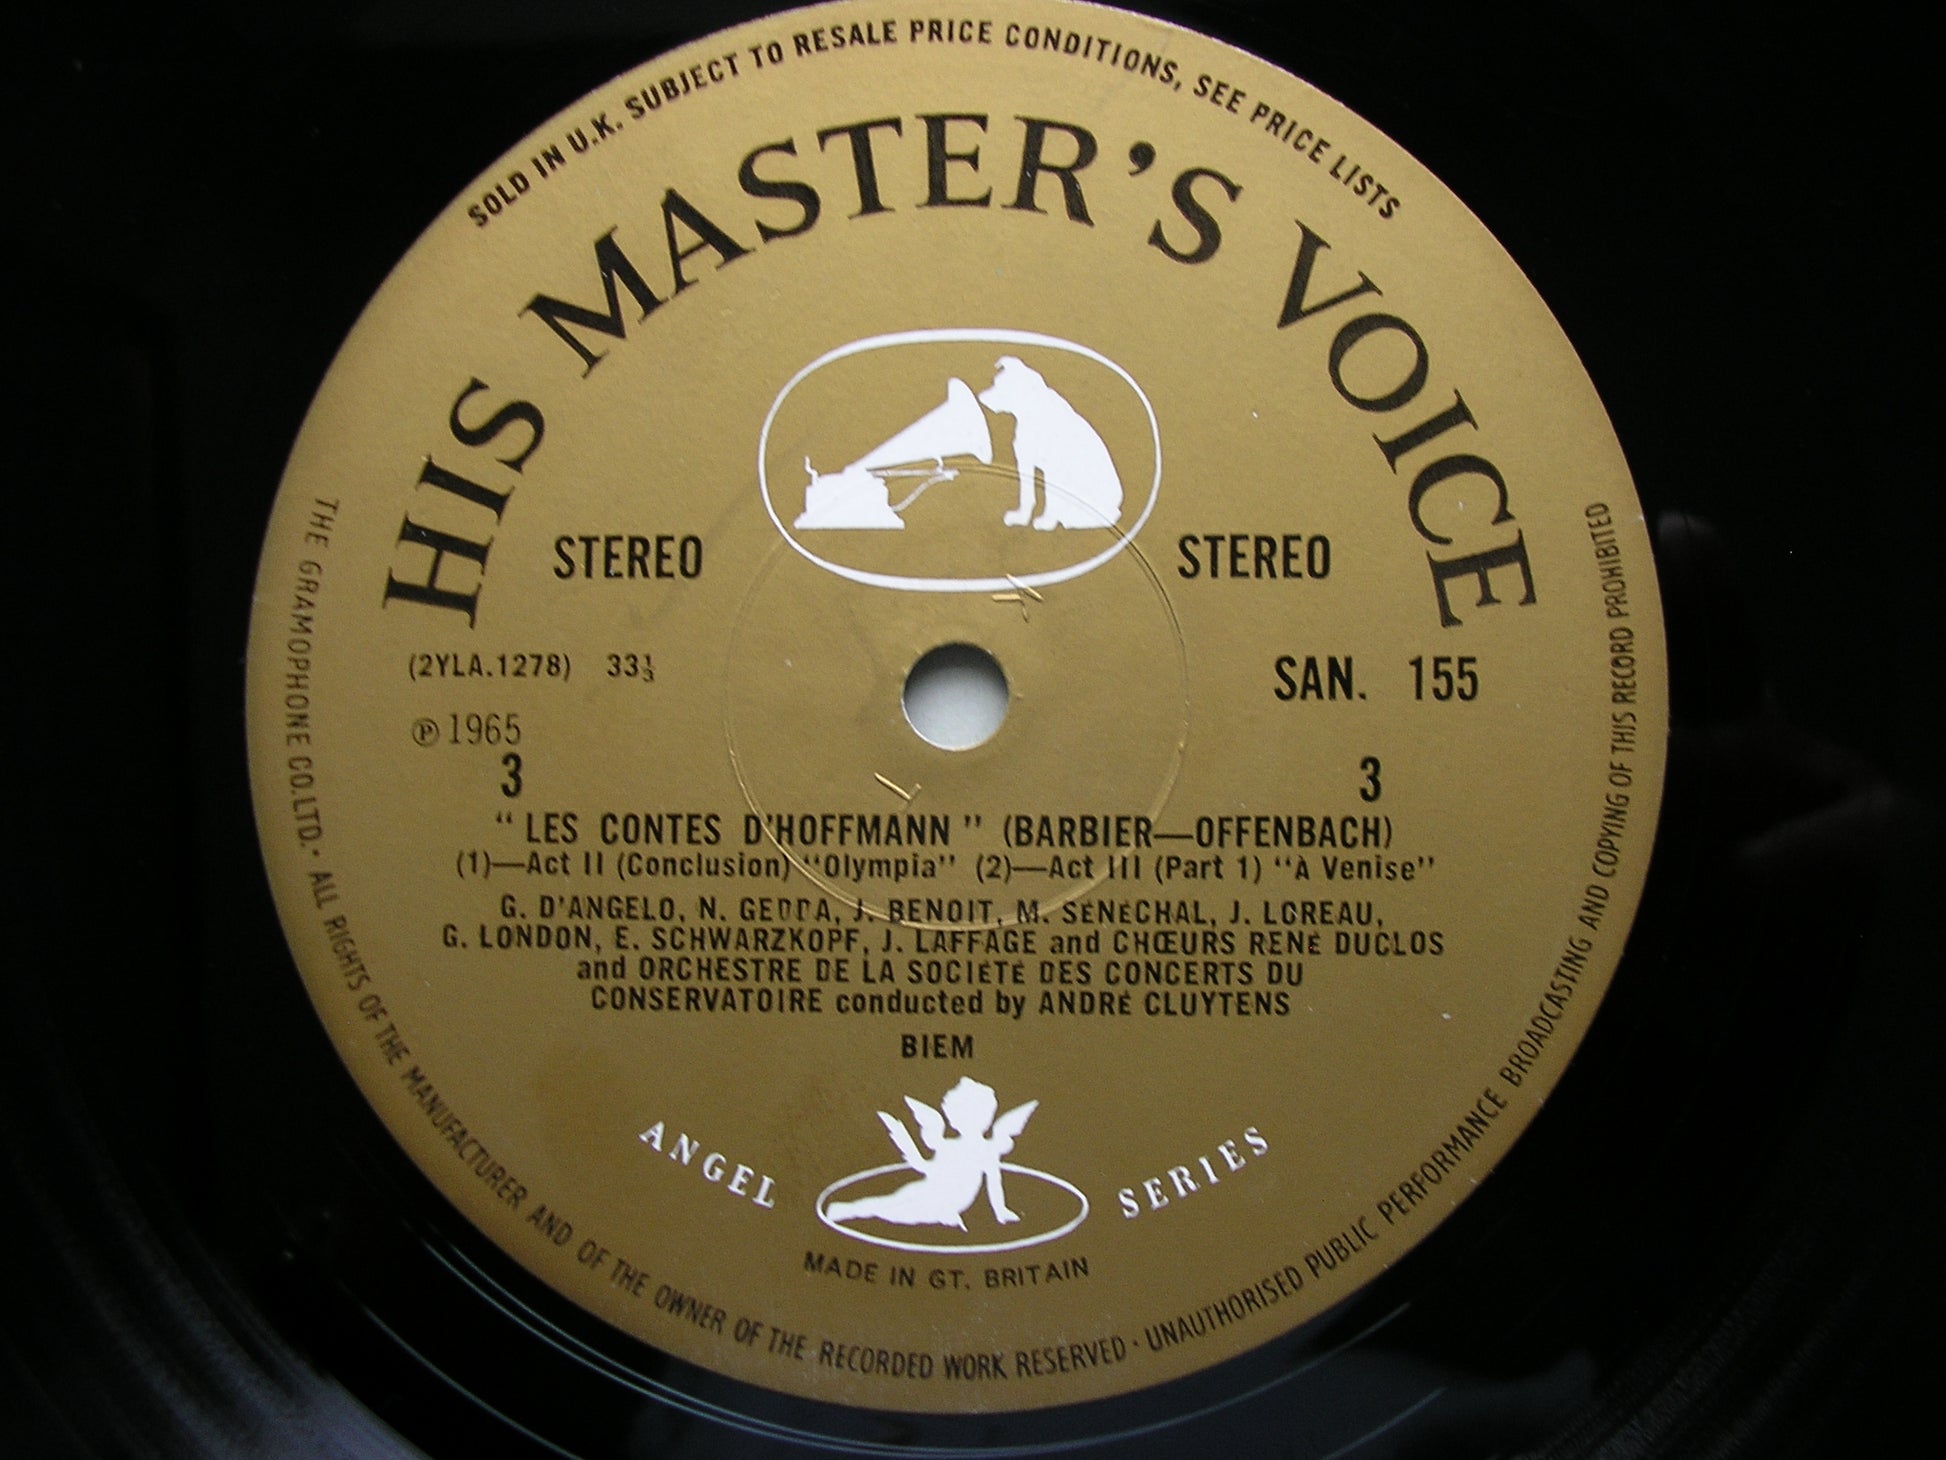 SOLD IN U.K. SUBJECT TO RESALE PRICE CONDITIONS, SEE PRICE LISTS
HIS MASTER'S VOICE
STEREO STEREO
(2YLA.1278) 33⅓ SAN. 155
℗ 1965
3 3
"LES CONTES D'HOFFMANN" (BARBIER—OFFENBACH)
(1)—Act II (Conclusion) "Olympia" (2)—Act III (Part 1) "À Venise"
G. D'ANGELO, N. GEDDA, J. BENOIT, M. SÉNÉCHAL, J. LOREAU,
G. LONDON, E. SCHWARZKOPF, J. LAFFAGE and CHŒURS RENÉ DUCLOS
and ORCHESTRE DE LA SOCIÉTÉ DES CONCERTS DU
CONSERVATOIRE conducted by ANDRÉ CLUYTENS
BIEM
ANGEL SERIES
MADE IN GT. BRITAIN
THE GRAMOPHONE CO. LTD. · ALL RIGHTS OF THE MANUFACTURER AND OF THE OWNER OF THE RECORDED WORK RESERVED · UNAUTHORISED PUBLIC PERFORMANCE BROADCASTING AND COPYING OF THIS RECORD PROHIBITED